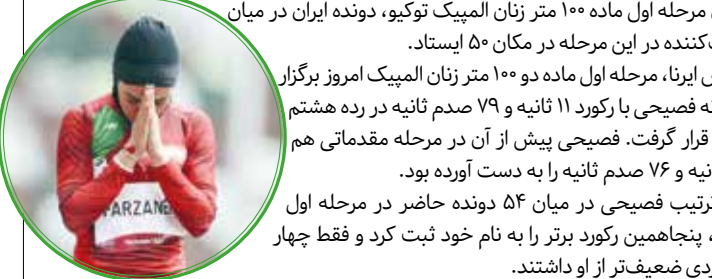 مرحله اول ماده ۱۰۰ متر زنان المپیک توکیو، دونده ایران در میان
کننده در این مرحله در مکان ۵۰ ایستاد.
ایرنا، مرحله اول ماده دو ۱۰۰ متر زنان المپیک امروز برگزار
که فصیحی با رکورد ۱۱ ثانیه و ۷۹ صدم ثانیه در رده هشتم
قرار گرفت. فصیحی پیش از آن در مرحله مقدماتی هم
ثانیه و ۷۶ صدم ثانیه را به دست آورده بود.
ترتیب فصیحی در میان ۵۴ دونده حاضر در مرحله اول
پنجاهمین رکورد برتر را به نام خود ثبت کرد و فقط چهار
ضعیف‌تر از او داشتند.
FARZANE